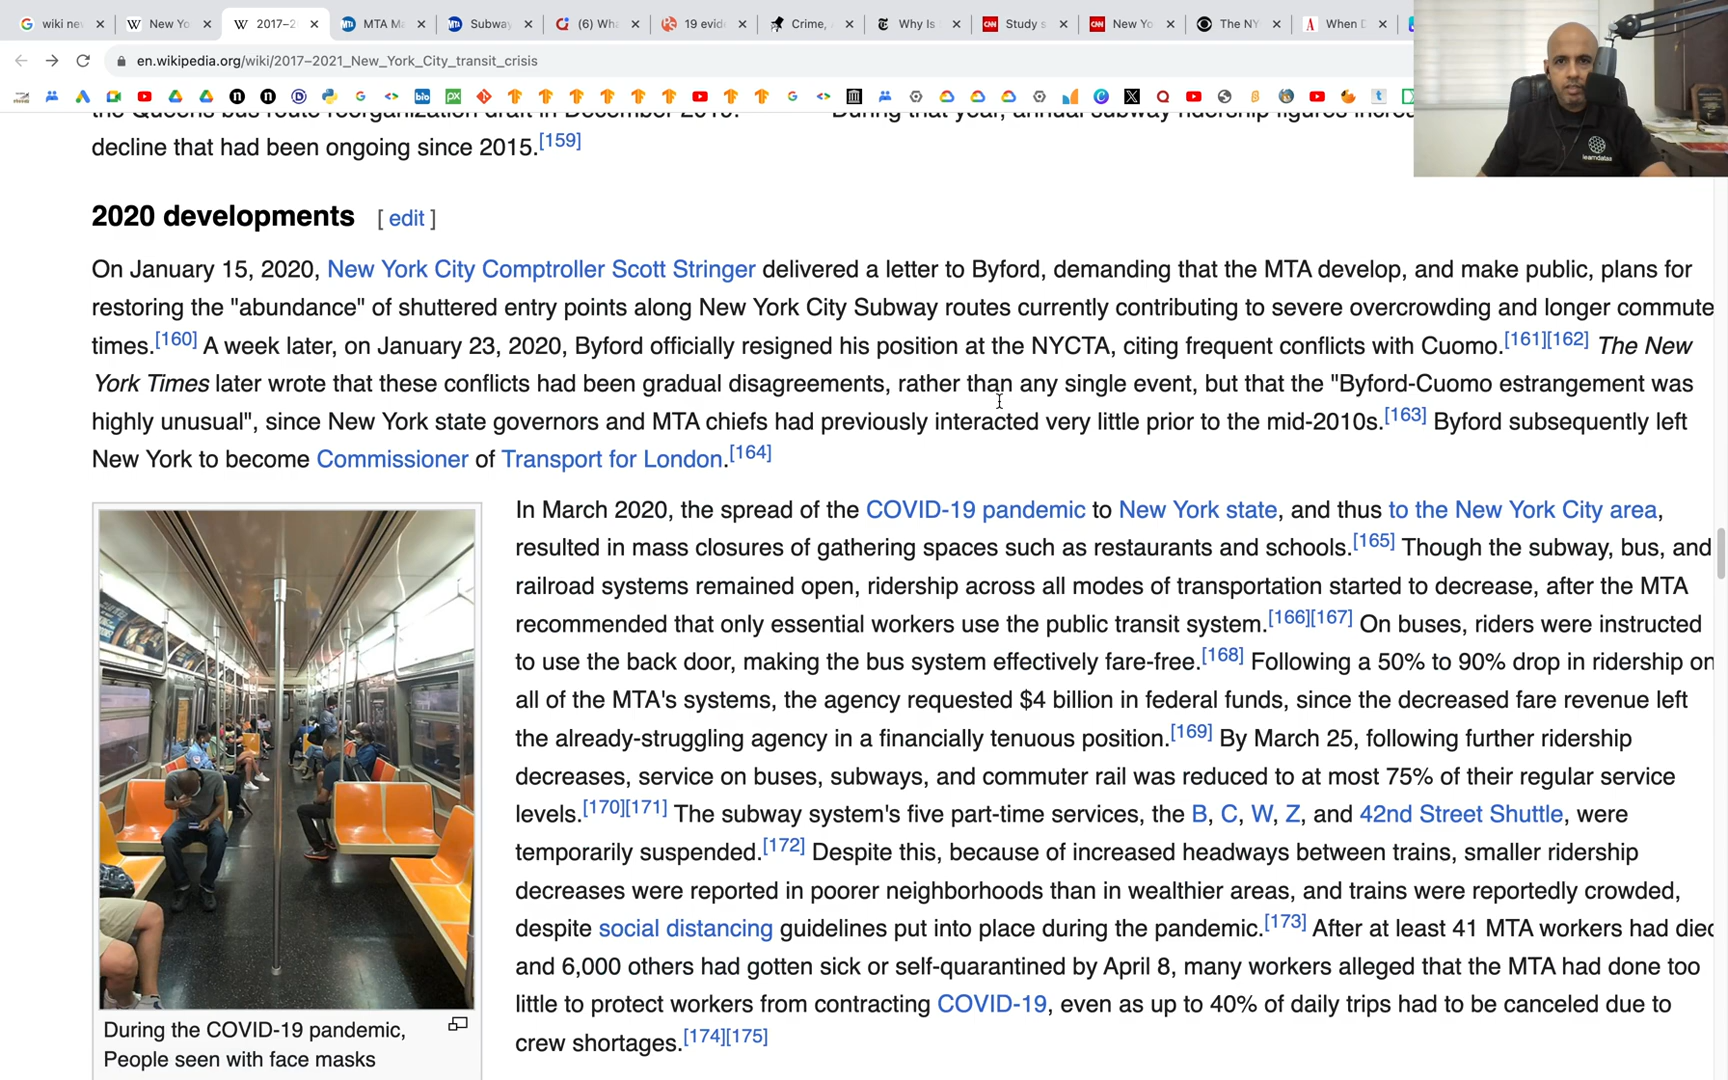 wiki ne
New Yo
2017–2
MTA M
Subway
(6) Wh
19 evid
Crime,
Why Is
Study s
New Yo
The NY
When D
en.wikipedia.org/wiki/2017–2021_New_York_City_transit_crisis
learndataa
decline that had been ongoing since 2015.[159]
2020 developments [ edit ]
On January 15, 2020, New York City Comptroller Scott Stringer delivered a letter to Byford, demanding that the MTA develop, and make public, plans for
restoring the "abundance" of shuttered entry points along New York City Subway routes currently contributing to severe overcrowding and longer commute
times.[160] A week later, on January 23, 2020, Byford officially resigned his position at the NYCTA, citing frequent conflicts with Cuomo.[161][162] The New
York Times later wrote that these conflicts had been gradual disagreements, rather than any single event, but that the "Byford-Cuomo estrangement was
highly unusual", since New York state governors and MTA chiefs had previously interacted very little prior to the mid-2010s.[163] Byford subsequently left
New York to become Commissioner of Transport for London.[164]
In March 2020, the spread of the COVID-19 pandemic to New York state, and thus to the New York City area,
resulted in mass closures of gathering spaces such as restaurants and schools.[165] Though the subway, bus, and
railroad systems remained open, ridership across all modes of transportation started to decrease, after the MTA
recommended that only essential workers use the public transit system.[166][167] On buses, riders were instructed
to use the back door, making the bus system effectively fare-free.[168] Following a 50% to 90% drop in ridership on
all of the MTA's systems, the agency requested $4 billion in federal funds, since the decreased fare revenue left
the already-struggling agency in a financially tenuous position.[169] By March 25, following further ridership
decreases, service on buses, subways, and commuter rail was reduced to at most 75% of their regular service
levels.[170][171] The subway system's five part-time services, the B, C, W, Z, and 42nd Street Shuttle, were
temporarily suspended.[172] Despite this, because of increased headways between trains, smaller ridership
decreases were reported in poorer neighborhoods than in wealthier areas, and trains were reportedly crowded,
despite social distancing guidelines put into place during the pandemic.[173] After at least 41 MTA workers had died
and 6,000 others had gotten sick or self-quarantined by April 8, many workers alleged that the MTA had done too
little to protect workers from contracting COVID-19, even as up to 40% of daily trips had to be canceled due to
crew shortages.[174][175]
During the COVID-19 pandemic,
People seen with face masks